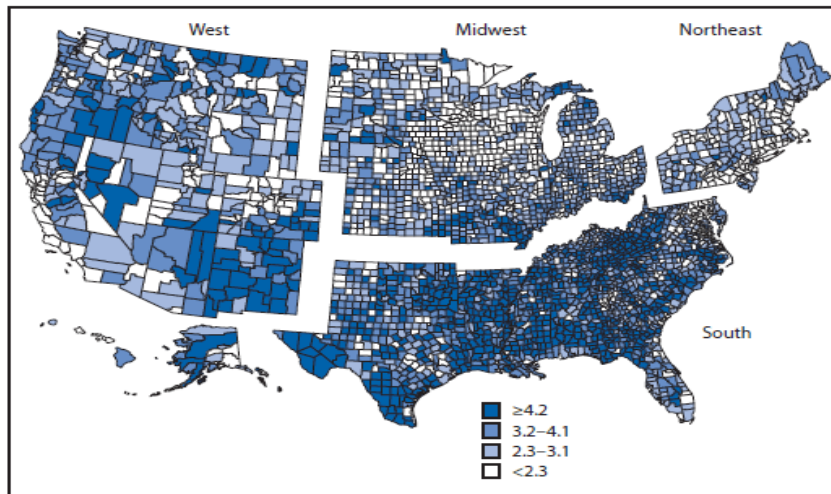 West
Midwest
Northeast
South
≥4.2
3.2–4.1
2.3–3.1
<2.3